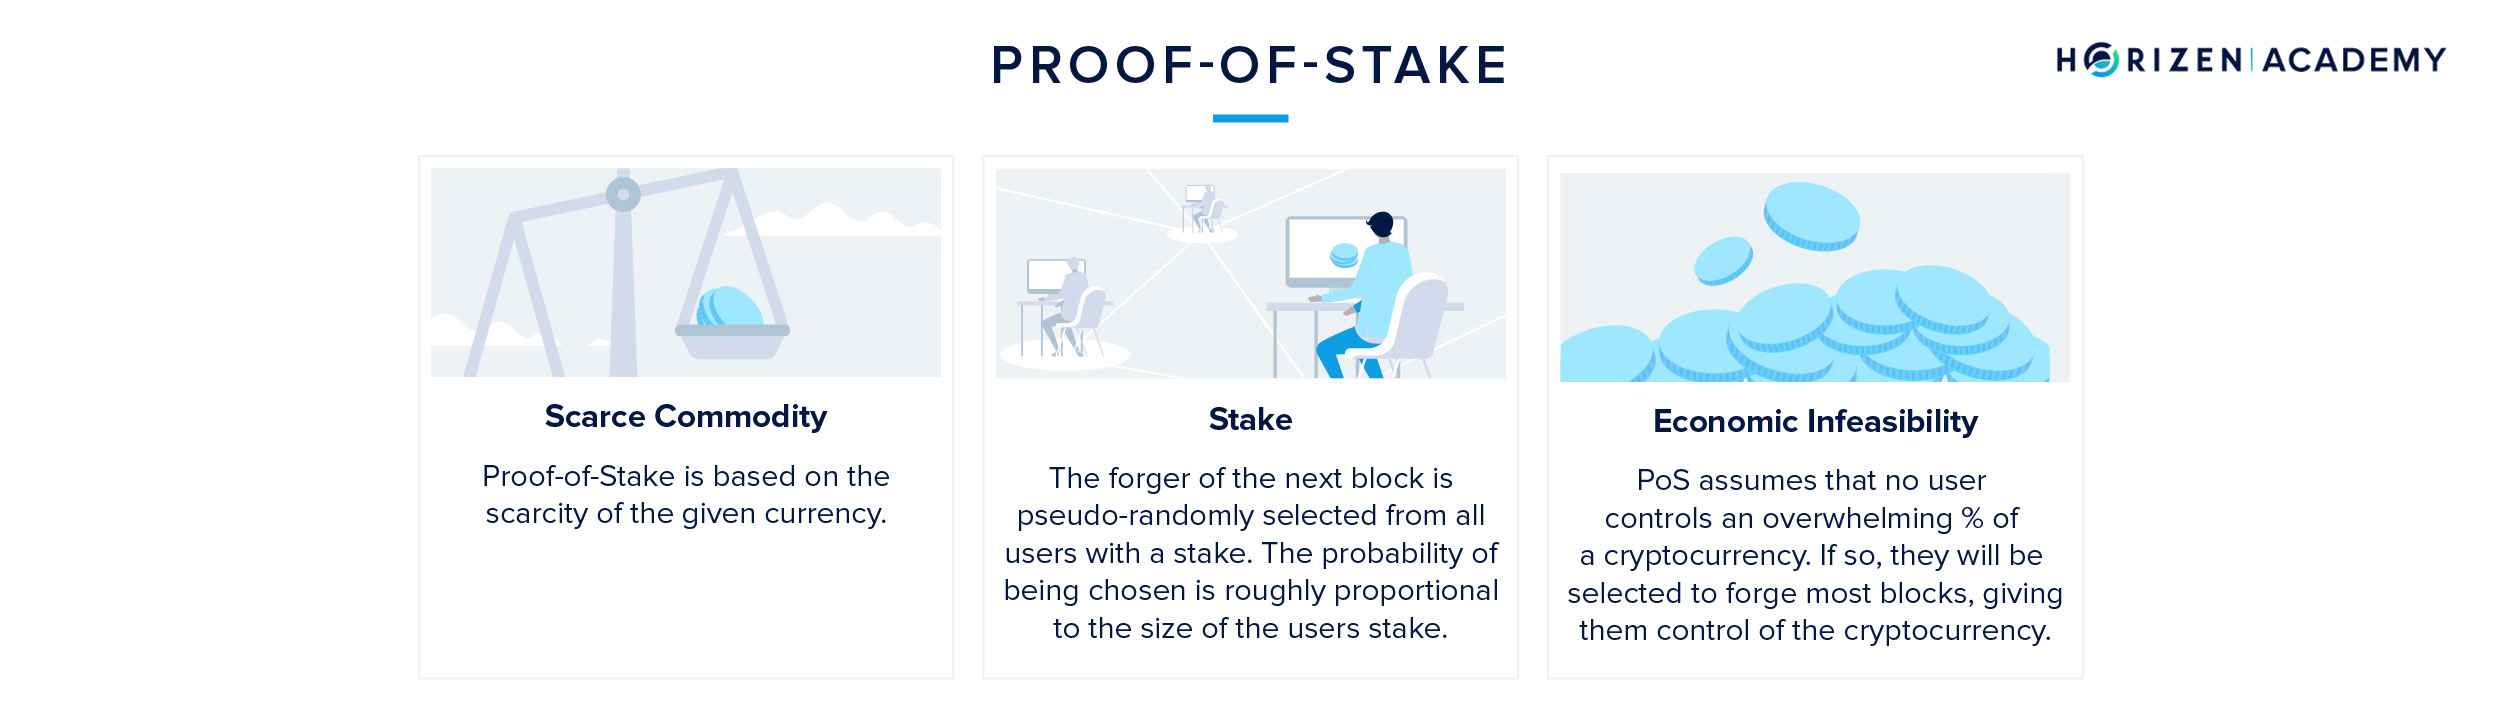 PROOF-OF-STAKE
HORIZEN | ACADEMY
Scarce Commodity
Proof-of-Stake is based on the
scarcity of the given currency.
Stake
The forger of the next block is
pseudo-randomly selected from all
users with a stake. The probability of
being chosen is roughly proportional
to the size of the users stake.
Economic Infeasibility
PoS assumes that no user
controls an overwhelming % of
a cryptocurrency. If so, they will be
selected to forge most blocks, giving
them control of the cryptocurrency.